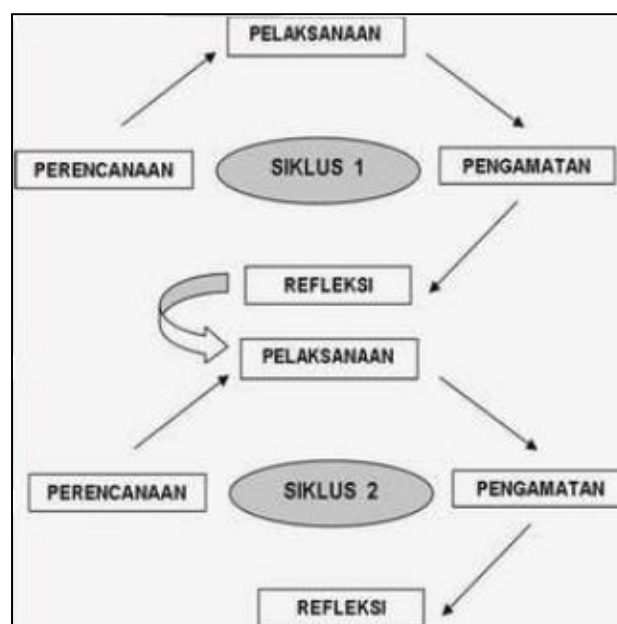 PELAKSANAAN
PERENCANAAN
SIKLUS 1
PENGAMATAN
REFLEKSI
PELAKSANAAN
PERENCANAAN
SIKLUS 2
PENGAMATAN
REFLEKSI